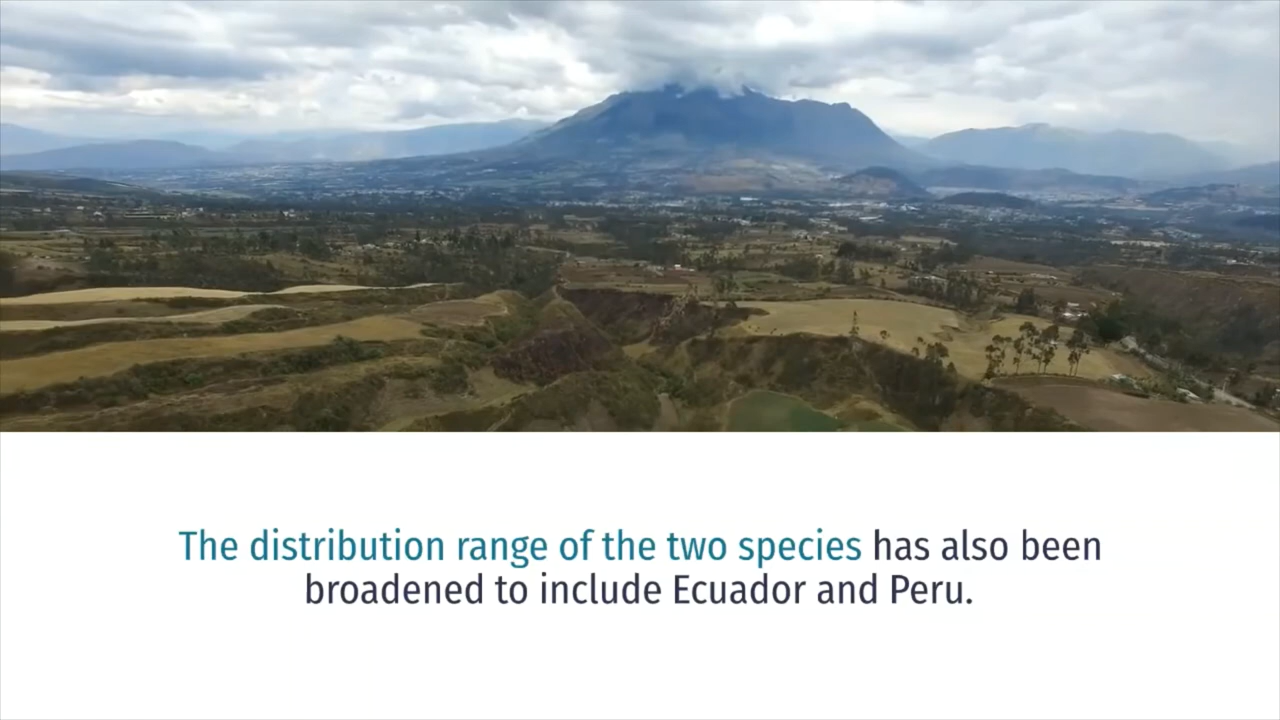 The distribution range of the two species has also been
broadened to include Ecuador and Peru.